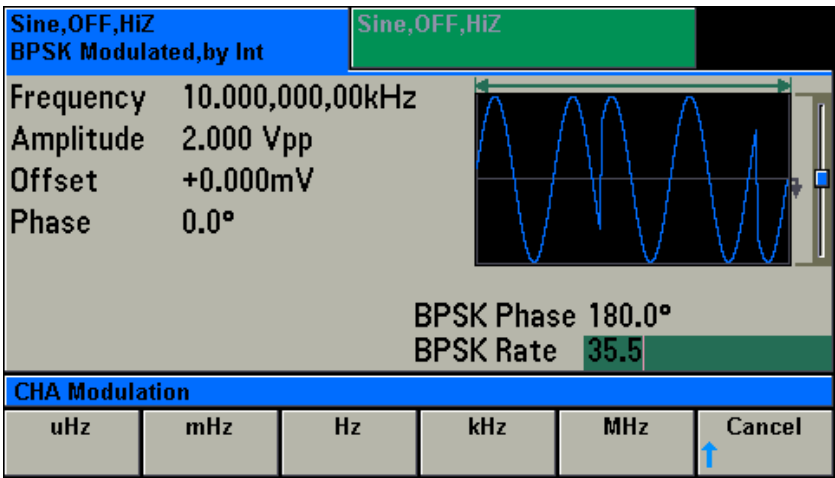 Sine,OFF,HiZ
BPSK Modulated,by Int
Sine,OFF,HiZ
Frequency 10.000,000,00kHz
Amplitude 2.000 Vpp
Offset +0.000mV
Phase 0.0°
BPSK Phase 180.0°
BPSK Rate 35.5
CHA Modulation
uHz mHz Hz kHz MHz Cancel